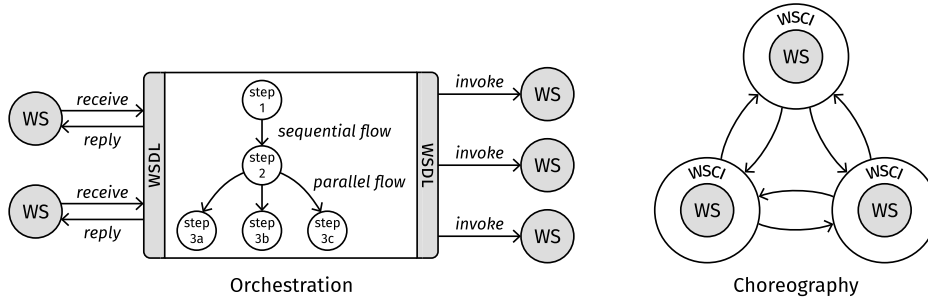 WS
receive
reply
WS
receive
reply
WSDL
step
1
sequential flow
step
2
parallel flow
step
3a
step
3b
step
3c
WSDL
invoke
WS
invoke
WS
invoke
WS
Orchestration
WSCI
WS
WSCI
WS
WSCI
WS
Choreography